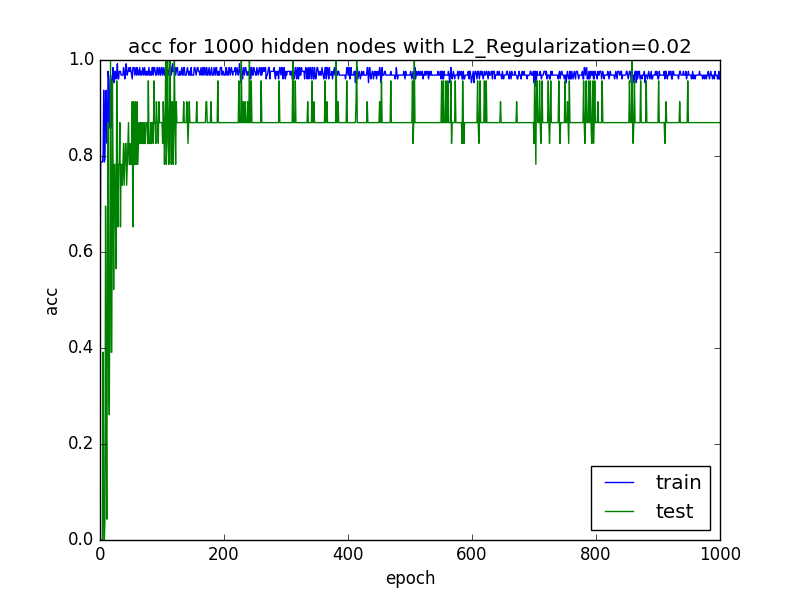 acc for 1000 hidden nodes with L2_Regularization=0.02
1.0
0.8
0.6
0.4
0.2
0.0
acc
0 200 400 600 800 1000
epoch
train
test